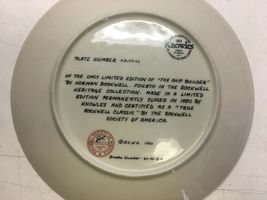 Knowles
PLATE NUMBER
OF THE ONLY LIMITED EDITION OF "THE SHIP BUILDER"
BY NORMAN ROCKWELL. FOURTH IN THE ROCKWELL
HERITAGE COLLECTION. MADE IN A LIMITED
EDITION PERMANENTLY CLOSED IN 1980 BY
KNOWLES AND CERTIFIED AS A "TRUE
ROCKWELL CLASSIC" BY THE ROCKWELL
SOCIETY OF AMERICA.
1980